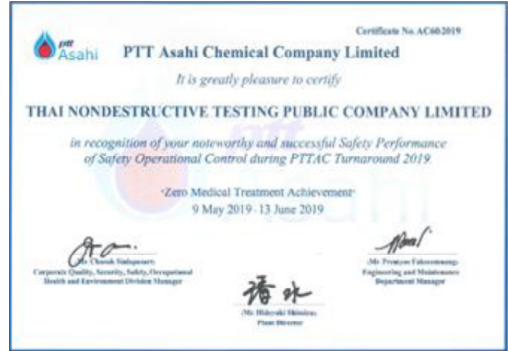 Certificate No. AC60/2019
ptt
Asahi
PTT Asahi Chemical Company Limited
It is greatly pleasure to certify
THAI NONDESTRUCTIVE TESTING PUBLIC COMPANY LIMITED
in recognition of your noteworthy and successful Safety Performance
of Safety Operational Control during PTTAC Turnaround 2019.
"Zero Medical Treatment Achievement"
9 May 2019 - 13 June 2019
Corporate Quality, Security, Safety, Occupational
Health and Environment Division Manager
Engineering and Maintenance
Department Manager
Plant Director